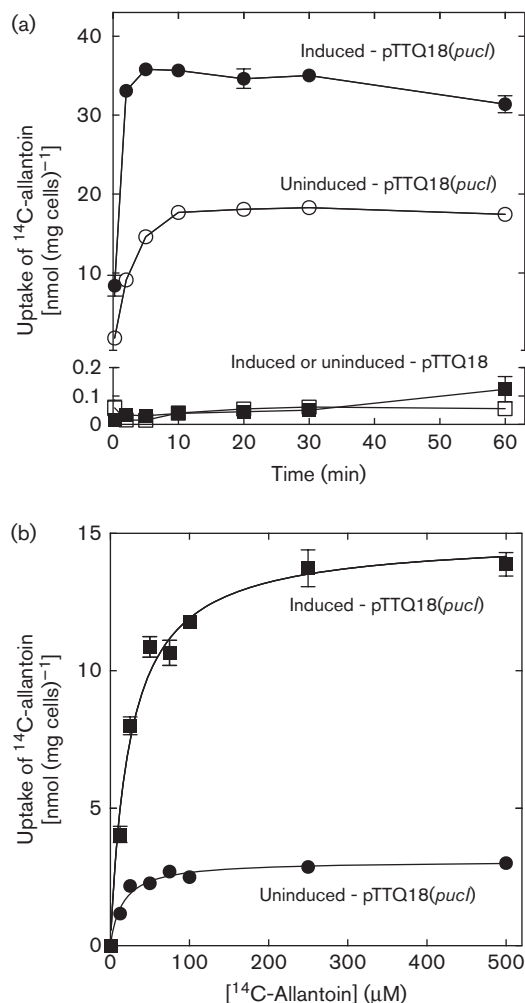 (a)
40
Induced - pTTQ18(pucI)
30
Uninduced - pTTQ18(pucI)
20
10
Uptake of ¹⁴C-allantoin
[nmol (mg cells)⁻¹]
Induced or uninduced - pTTQ18
0.2
0.1
0
0 10 20 30 40 50 60
Time (min)
(b)
15
Induced - pTTQ18(pucI)
10
Uptake of ¹⁴C-allantoin
[nmol (mg cells)⁻¹]
5
Uninduced - pTTQ18(pucI)
0
0 100 200 300 400 500
[¹⁴C-Allantoin] (μM)